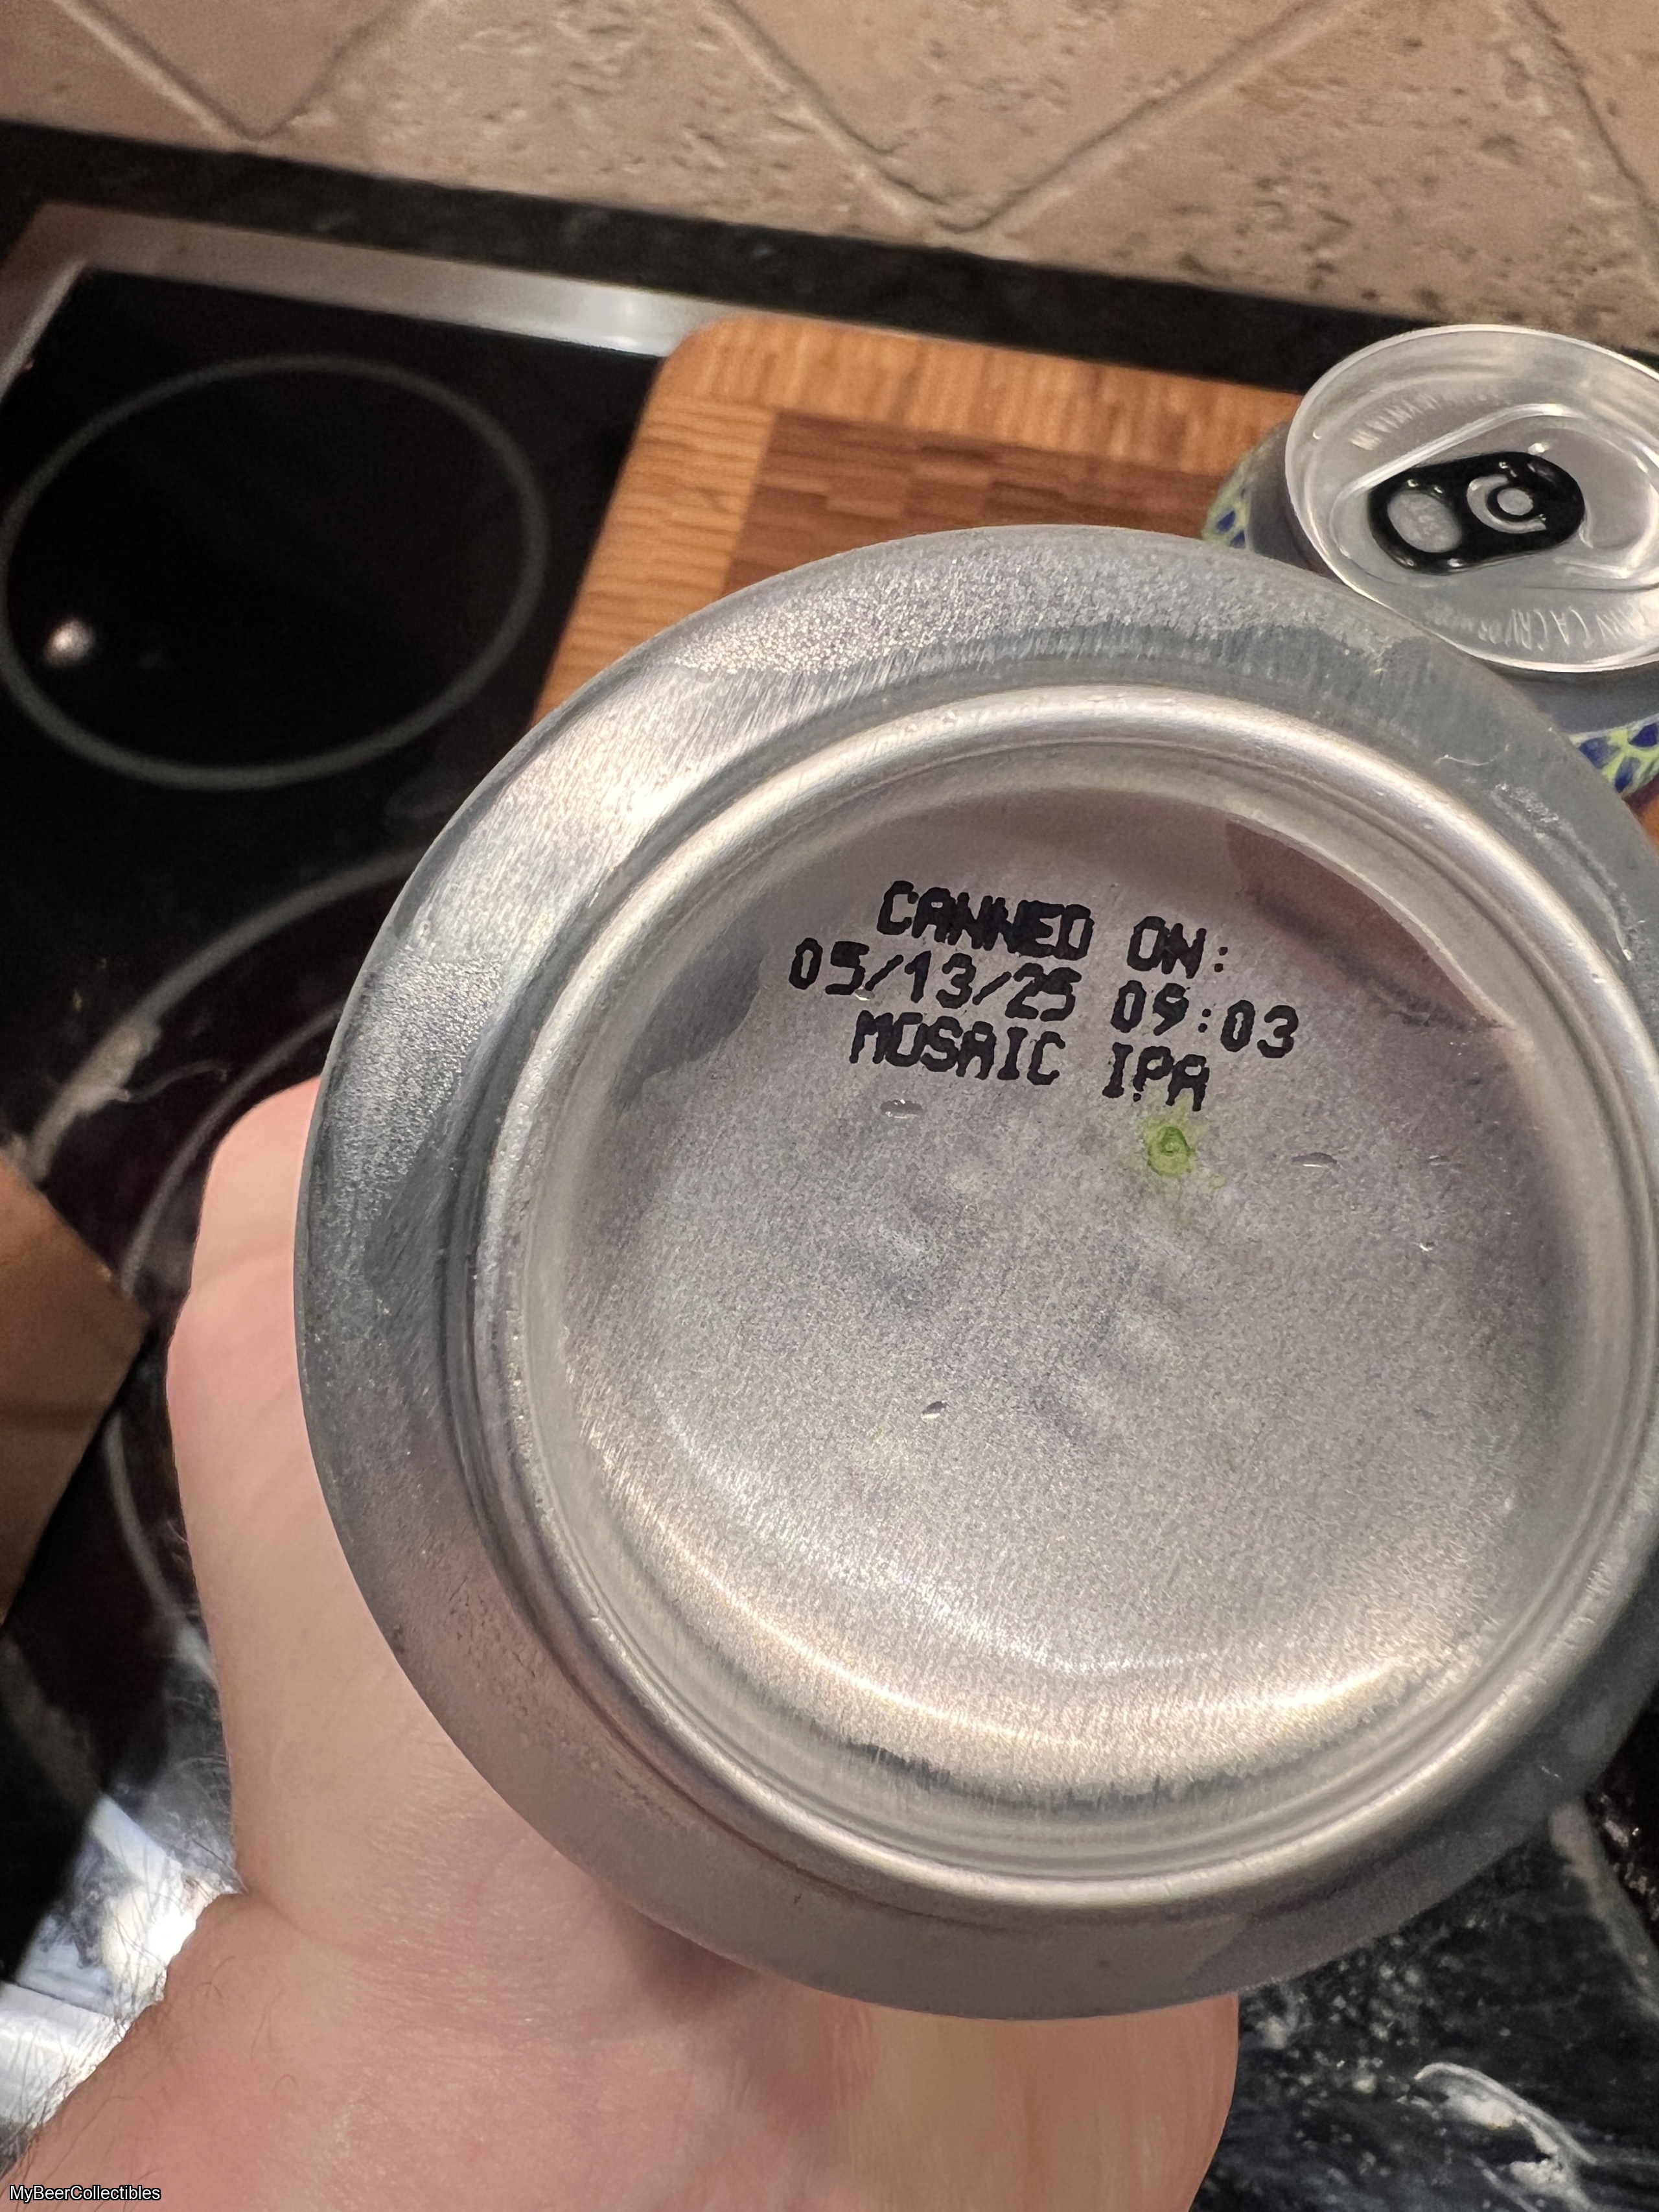 CANNED ON:
05/13/25 09:03
MOSAIC IPA
MyBeerCollectibles